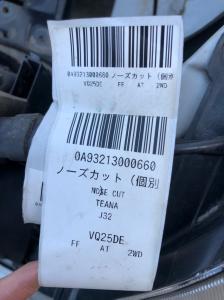 0A93213000660 ノーズカット (個別
VQ25DE FF AT 2WD
0A93213000660
ノーズカット (個別
NOSE CUT
TEANA
J32
VQ25DE
FF AT 2WD